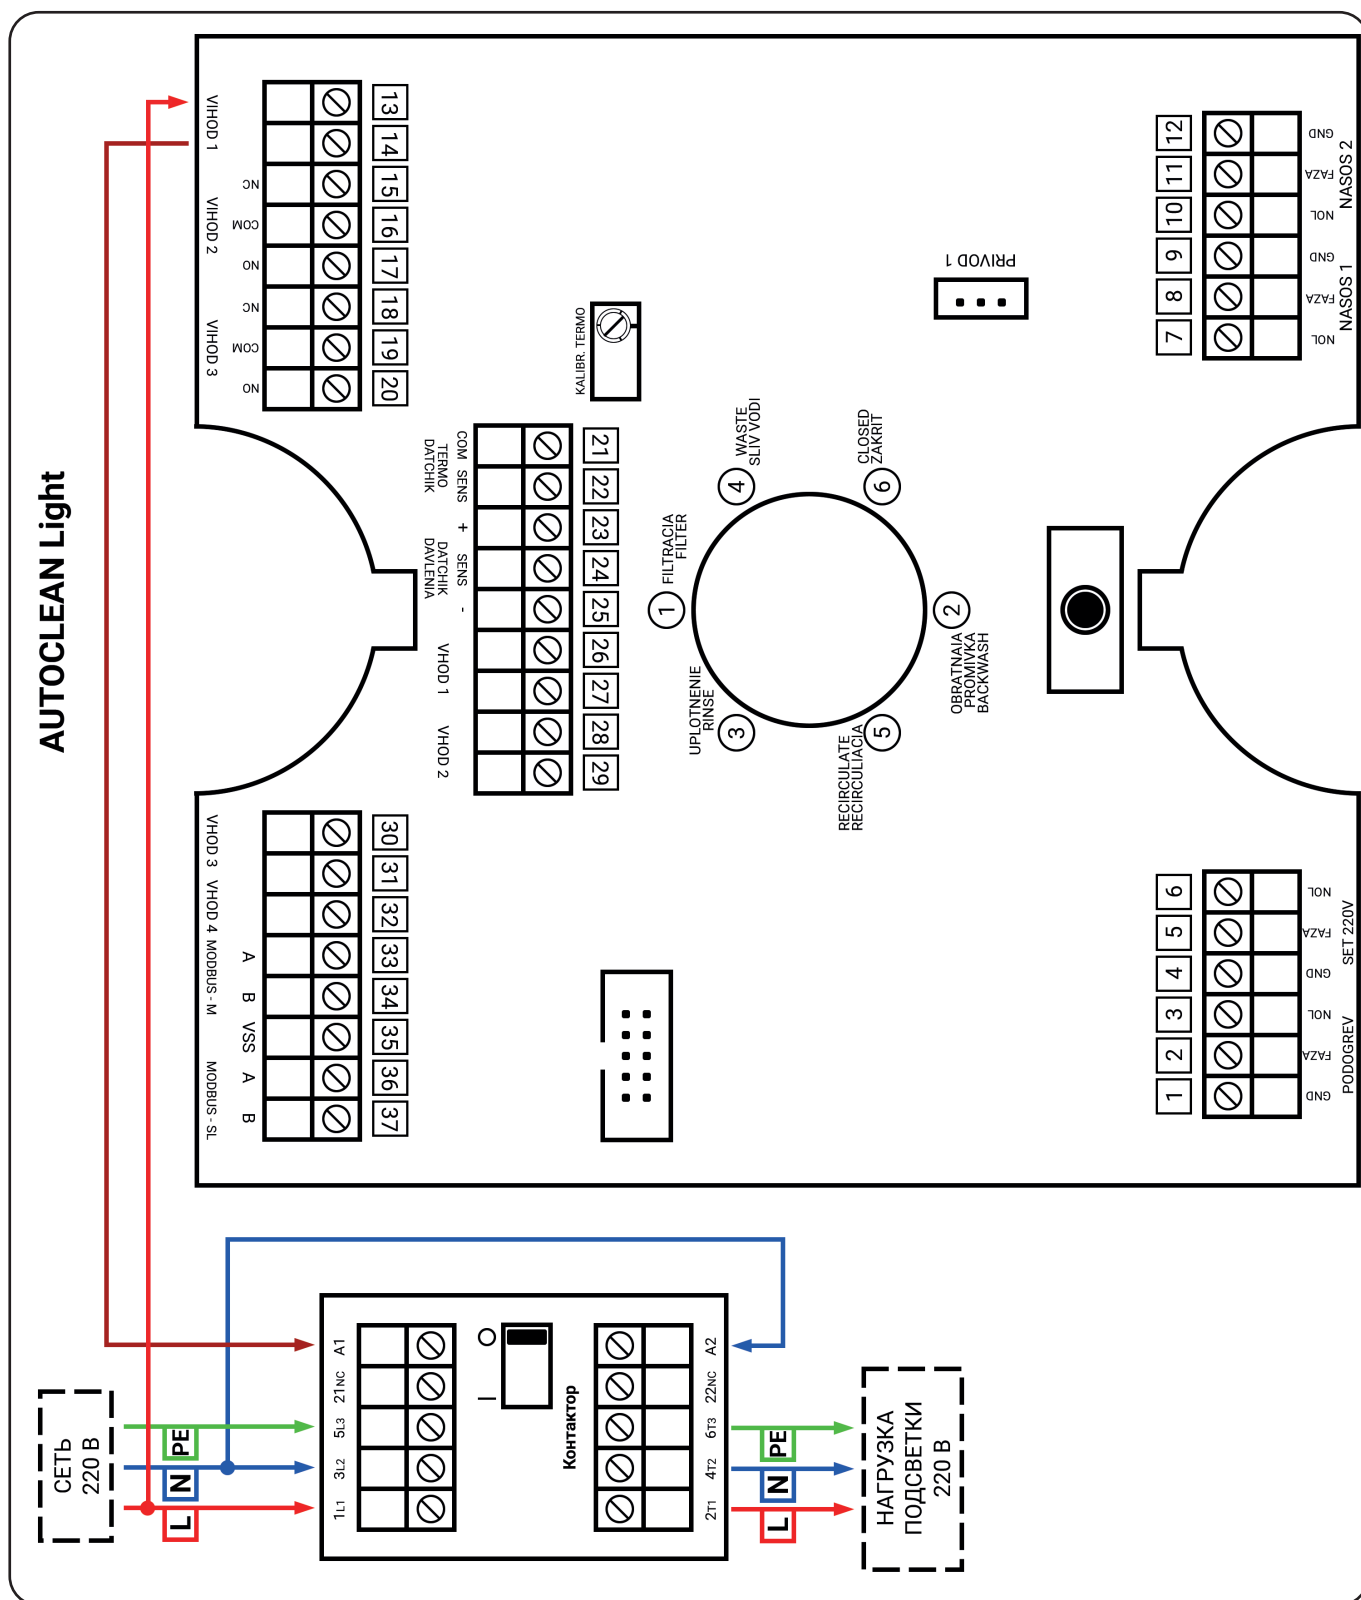 AUTOCLEAN Light
VIHOD 1
VIHOD 2
VIHOD 3
NC
COM
NO
NC
COM
NO
13
14
15
16
17
18
19
20
KALIBR. TERMO
PRIVOD 1
12
11
10
9
8
7
GND
FAZA
NOL
GND
FAZA
NOL
NASOS 2
NASOS 1
TERMO
DATCHIK
DATCHIK
DAVLENIA
VHOD 1
VHOD 2
COM
SENS
+
SENS
-
21
22
23
24
25
26
27
28
29
1
FILTRACIA
FILTER
4
WASTE
SLIV VODI
6
CLOSED
ZAKRIT
2
OBRATNAIA
PROMIVKA
BACKWASH
5
RECIRCULATE
RECIRCULIACIA
3
UPLOTNENIE
RINSE
VHOD 3
VHOD 4
MODBUS - M
MODBUS - SL
A
B
VSS
A
B
30
31
32
33
34
35
36
37
6
5
4
3
2
1
NOL
FAZA
GND
NOL
FAZA
GND
SET 220V
PODOGREV
СЕТЬ
220 В
PE
N
L
A1
21NC
5L3
3L2
1L1
Контактор
A2
22NC
6T3
4T2
2T1
PE
N
L
НАГРУЗКА
ПОДСВЕТКИ
220 В